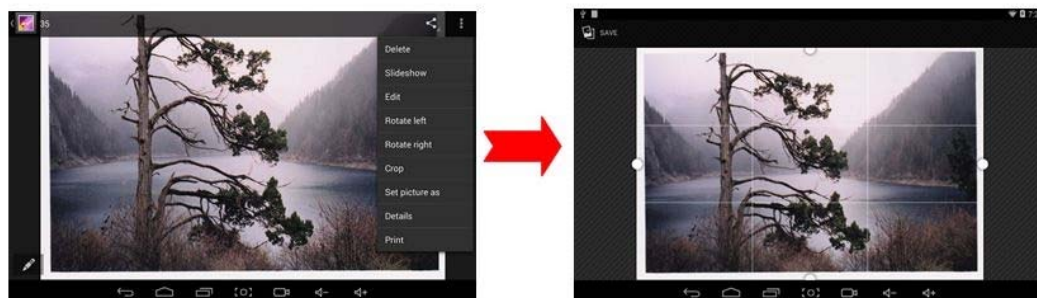 35
Delete
Slideshow
Edit
Rotate left
Rotate right
Crop
Set picture as
Details
Print
SAVE